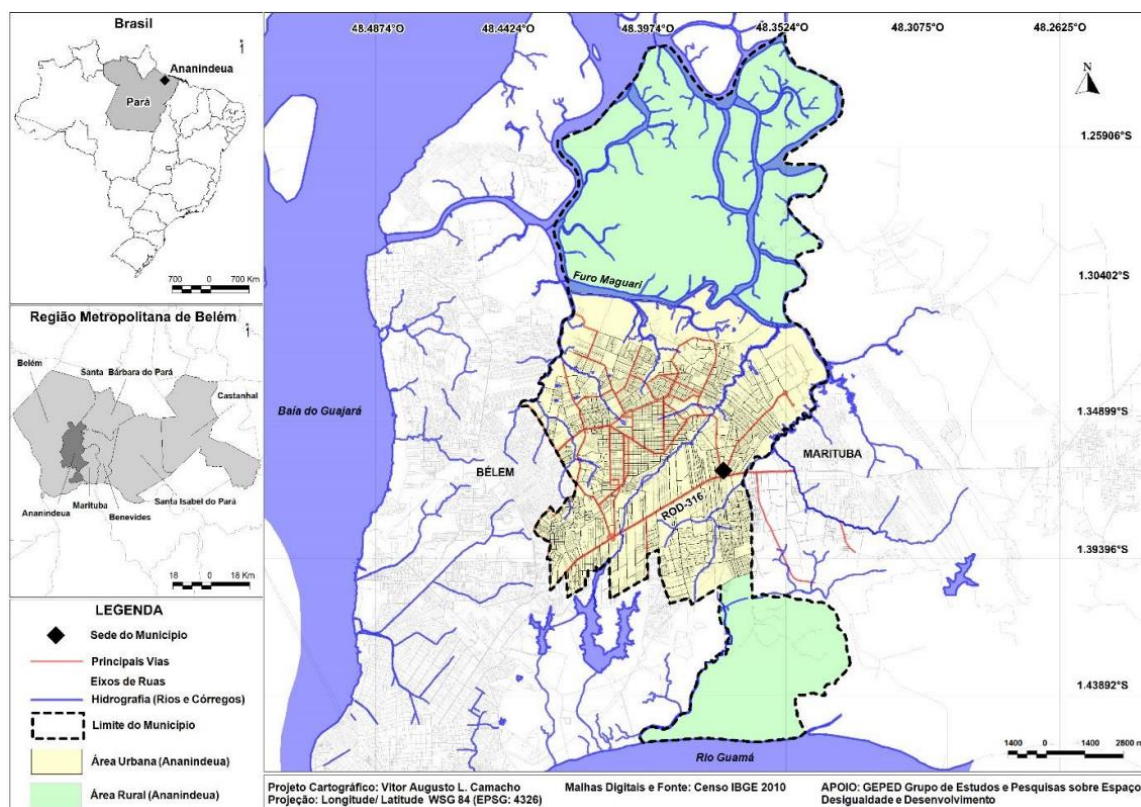 Brasil
Ananindeua
Pará
700 0 700 Km
Região Metropolitana de Belém
Belém
Santa Bárbara do Pará
Castanhal
Ananindeua
Marituba
Benevides
Santa Isabel do Pará
18 0 18 Km
LEGENDA
Sede do Município
Principais Vias
Eixos de Ruas
Hidrografia (Rios e Córregos)
Limite do Município
Área Urbana (Ananindeua)
Área Rural (Ananindeua)
48.4874°O
48.4424°O
48.3974°O
48.3524°O
48.3075°O
48.2625°O
N
1.25906°S
1.30402°S
1.34899°S
1.39396°S
1.43892°S
Furo Maguari
Baía do Guajará
BÉLEM
MARITUBA
ROD-316
Rio Guamá
1400 0 1400 2800 m
Projeto Cartográfico: Vitor Augusto L. Camacho
Projeção: Longitude/ Latitude WSG 84 (EPSG: 4326)
Malhas Digitais e Fonte: Censo IBGE 2010
APOIO: GEPED Grupo de Estudos e Pesquisas sobre Espaço
Desigualdade e Desenvolvimento